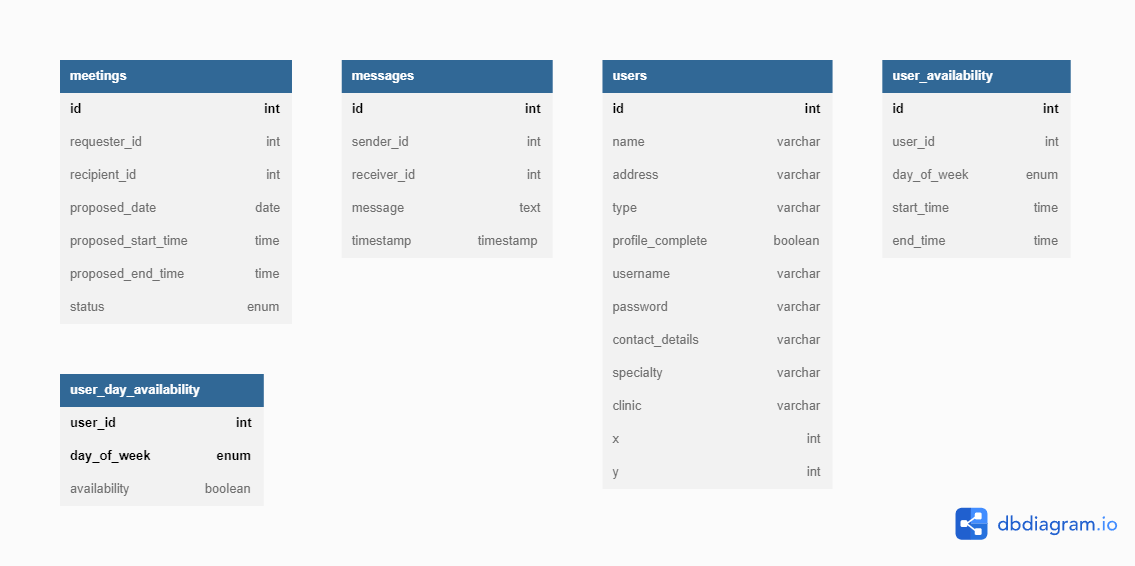 meetings
id int
requester_id int
recipient_id int
proposed_date date
proposed_start_time time
proposed_end_time time
status enum
messages
id int
sender_id int
receiver_id int
message text
timestamp timestamp
users
id int
name varchar
address varchar
type varchar
profile_complete boolean
username varchar
password varchar
contact_details varchar
specialty varchar
clinic varchar
x int
y int
user_availability
id int
user_id int
day_of_week enum
start_time time
end_time time
user_day_availability
user_id int
day_of_week enum
availability boolean
dbdiagram.io